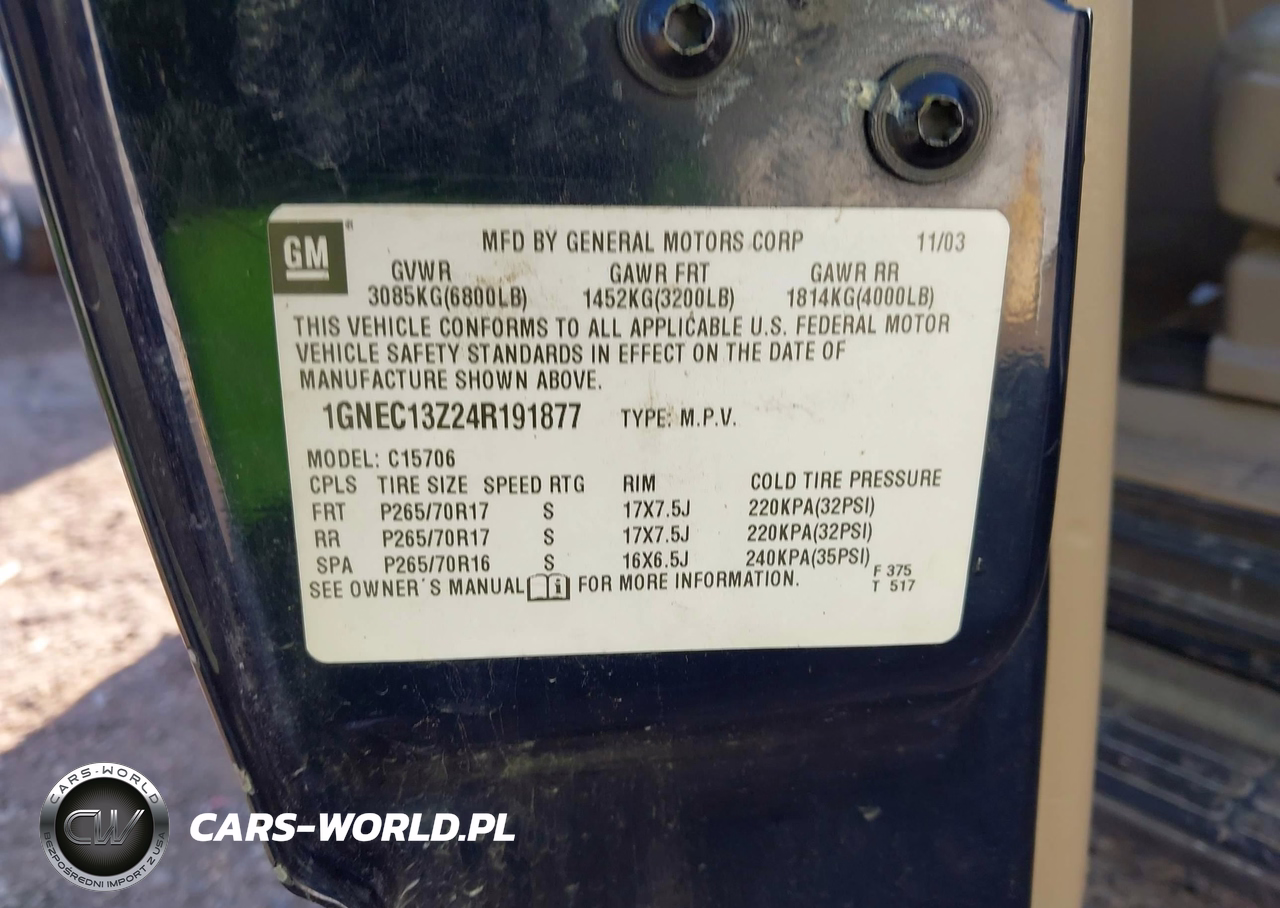 GM
MFD BY GENERAL MOTORS CORP 11/03
GVWR GAWR FRT GAWR RR
3085KG(6800LB) 1452KG(3200LB) 1814KG(4000LB)
THIS VEHICLE CONFORMS TO ALL APPLICABLE U.S. FEDERAL MOTOR
VEHICLE SAFETY STANDARDS IN EFFECT ON THE DATE OF
MANUFACTURE SHOWN ABOVE.
1GNEC13Z24R191877 TYPE: M.P.V.
MODEL: C15706
CPLS TIRE SIZE SPEED RTG RIM COLD TIRE PRESSURE
FRT P265/70R17 S 17X7.5J 220KPA(32PSI)
RR P265/70R17 S 17X7.5J 220KPA(32PSI)
SPA P265/70R16 S 16X6.5J 240KPA(35PSI)
SEE OWNER'S MANUAL i FOR MORE INFORMATION.
F 375
T 517
CARS-WORLD
CW
BEZPOŚREDNI IMPORT Z USA
CARS-WORLD.PL